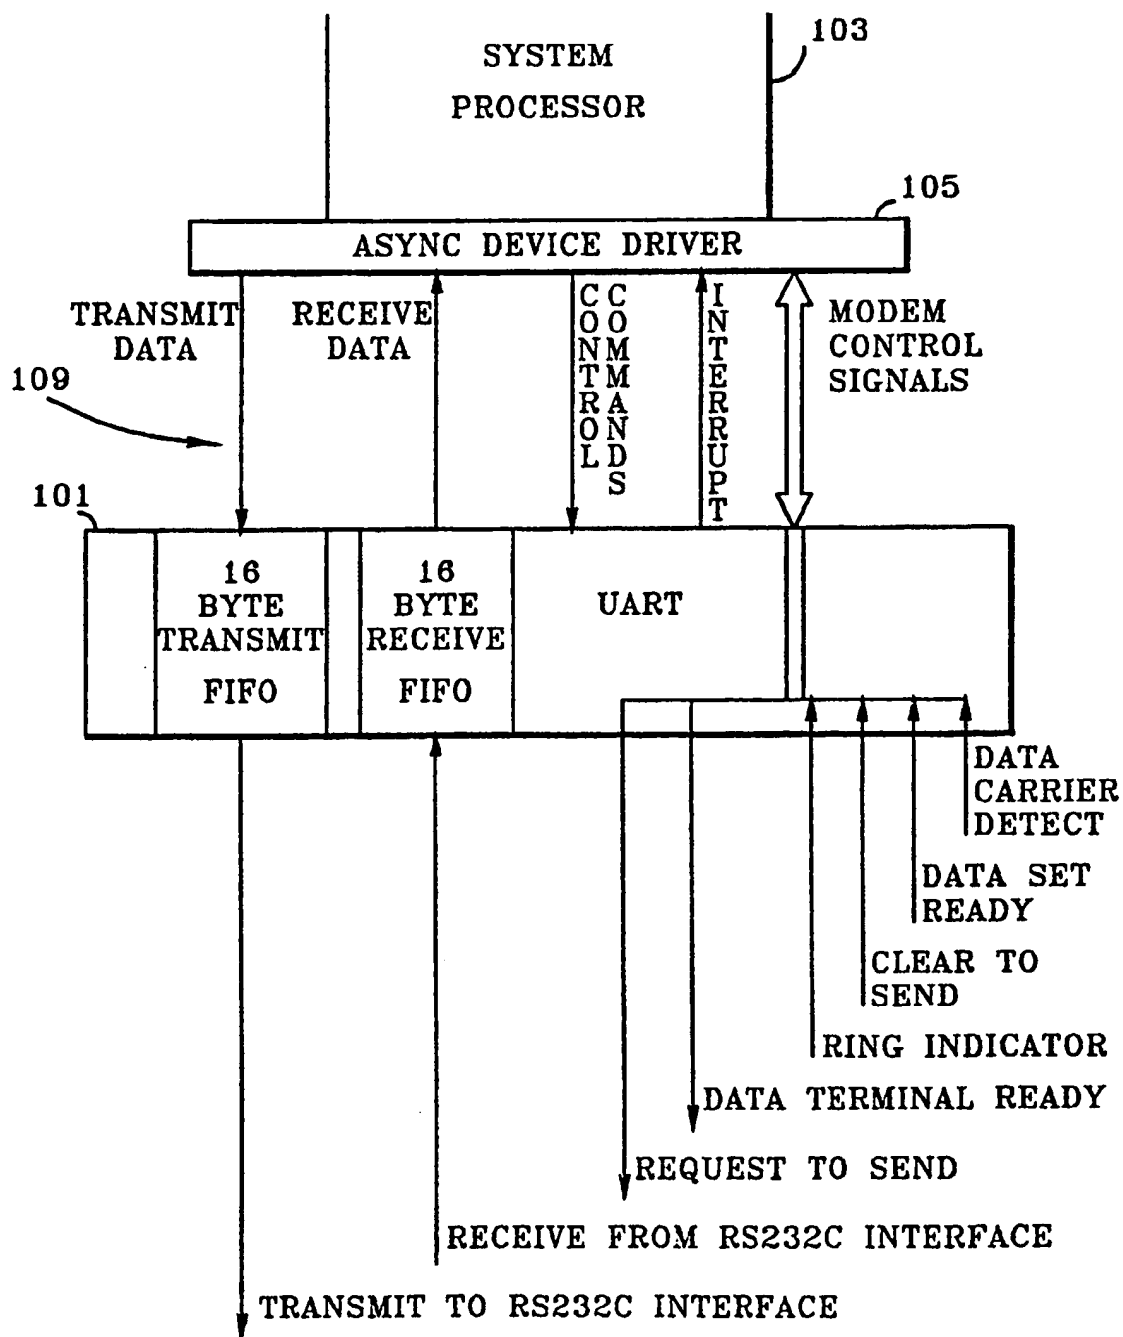 103
SYSTEM
PROCESSOR
105
ASYNC DEVICE DRIVER
TRANSMIT
DATA
RECEIVE
DATA
CONTROL
COMMANDS
INTERRUPT
MODEM
CONTROL
SIGNALS
109
101
16
BYTE
TRANSMIT
FIFO
16
BYTE
RECEIVE
FIFO
UART
DATA
CARRIER
DETECT
DATA SET
READY
CLEAR TO
SEND
RING INDICATOR
DATA TERMINAL READY
REQUEST TO SEND
RECEIVE FROM RS232C INTERFACE
TRANSMIT TO RS232C INTERFACE